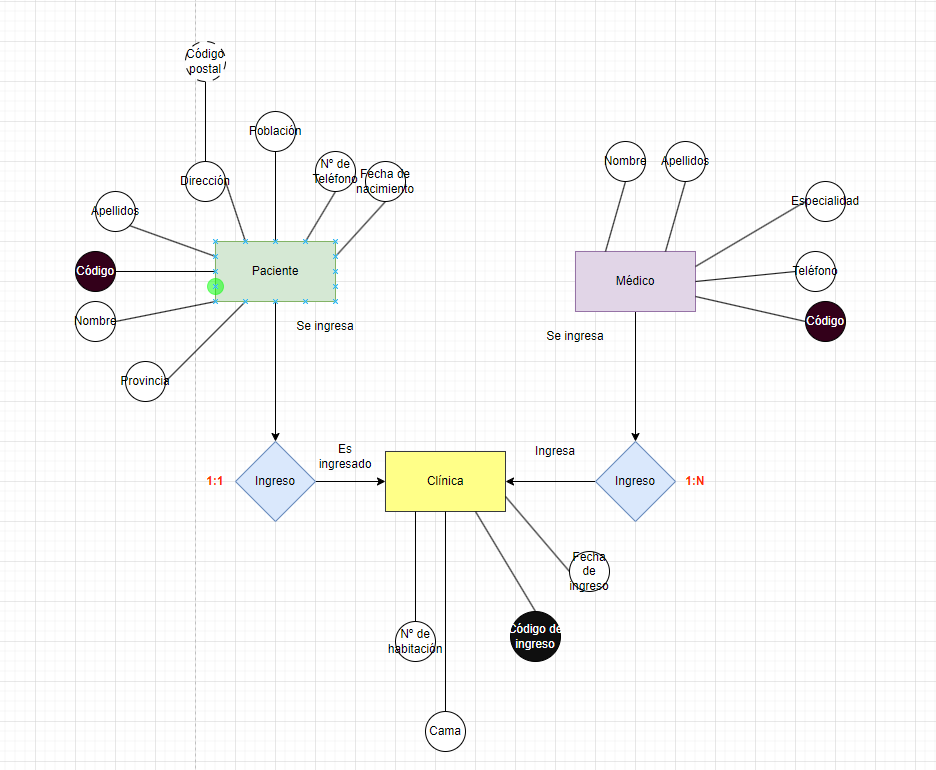 Código
postal
Población
Nº de
Teléfono
Fecha de
nacimiento
Dirección
Apellidos
Código
Nombre
Provincia
Paciente
Se ingresa
Nombre
Apellidos
Especialidad
Teléfono
Código
Médico
Se ingresa
1:1
Ingreso
Es
ingresado
Clínica
Ingresa
Ingreso
1:N
Fecha
de
ingreso
Código de
ingreso
Nº de
habitación
Cama